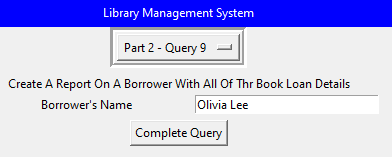 Library Management System
Part 2 - Query 9
Create A Report On A Borrower With All Of Thr Book Loan Details
Borrower's Name Olivia Lee
Complete Query